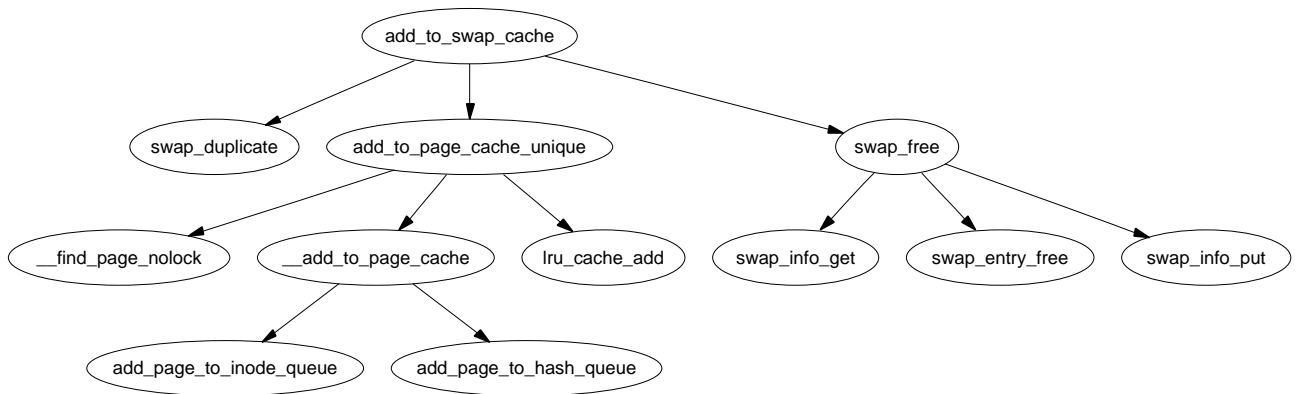 add_to_swap_cache
swap_duplicate
add_to_page_cache_unique
swap_free
__find_page_nolock
__add_to_page_cache
lru_cache_add
swap_info_get
swap_entry_free
swap_info_put
add_page_to_inode_queue
add_page_to_hash_queue